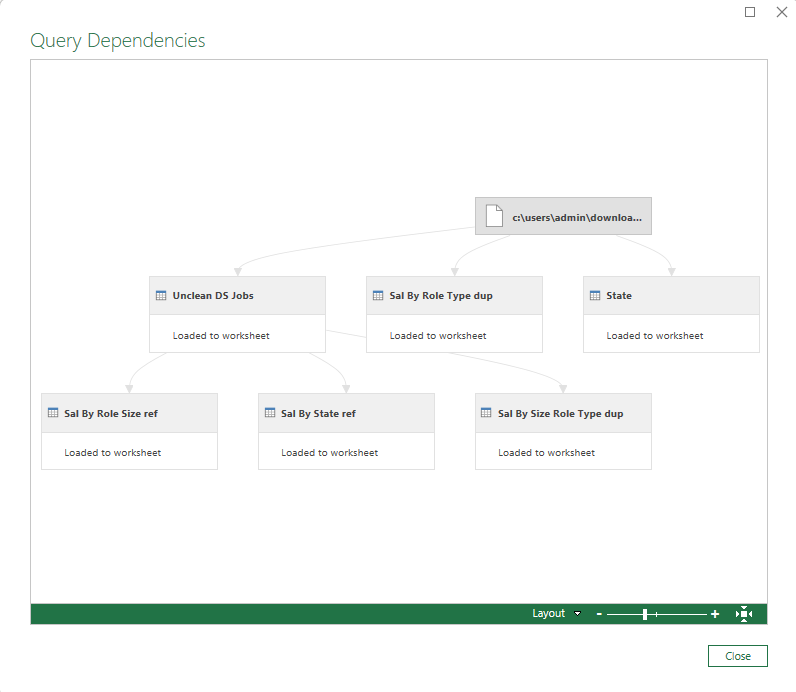 Query Dependencies
c:\users\admin\downloa...
Unclean DS Jobs
Loaded to worksheet
Sal By Role Type dup
Loaded to worksheet
State
Loaded to worksheet
Sal By Role Size ref
Loaded to worksheet
Sal By State ref
Loaded to worksheet
Sal By Size Role Type dup
Loaded to worksheet
Layout
Close